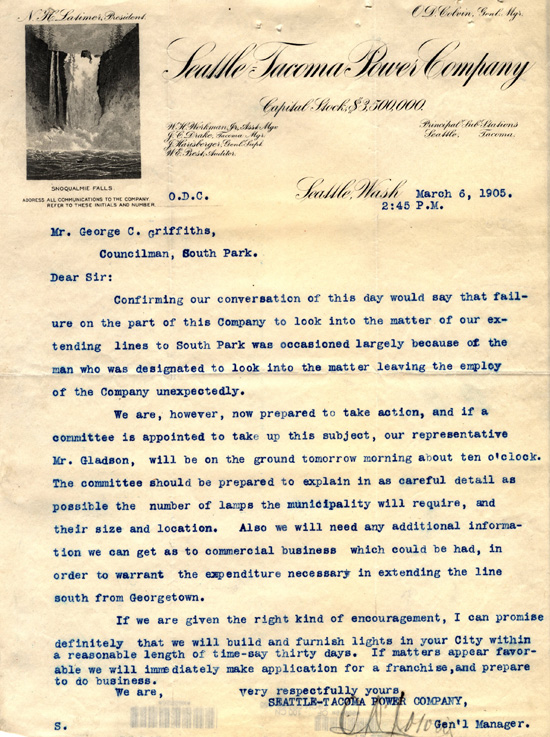 N. H. Latimer, President.
O. D. Colvin, Genl. Mgr.
Seattle-Tacoma Power Company
Capital Stock, $3,500,000.
W. H. Workman, Jr., Asst. Mgr.
J. C. Drake, Tacoma Mgr.
J. Harisberger, Genl. Supt.
W. E. Best, Auditor.
Principal Sub-Stations
Seattle, Tacoma.
SNOQUALMIE FALLS.
ADDRESS ALL COMMUNICATIONS TO THE COMPANY
REFER TO THESE INITIALS AND NUMBER
O.D.C.
Seattle, Wash March 6, 1905.
2:45 P.M.
Mr. George C. Griffiths,
Councilman, South Park.
Dear Sir:
Confirming our conversation of this day would say that fail-
ure on the part of this Company to look into the matter of our ex-
tending lines to South Park was occasioned largely because of the
man who was designated to look into the matter leaving the employ
of the Company unexpectedly.
We are, however, now prepared to take action, and if a
committee is appointed to take up this subject, our representative
Mr. Gladson, will be on the ground tomorrow morning about ten o'clock.
The committee should be prepared to explain in as careful detail as
possible the number of lamps the municipality will require, and
their size and location. Also we will need any additional informa-
tion we can get as to commercial business which could be had, in
order to warrant the expenditure necessary in extending the line
south from Georgetown.
If we are given the right kind of encouragement, I can promise
definitely that we will build and furnish lights in your City within
a reasonable length of time-say thirty days. If matters appear favor-
able we will immediately make application for a franchise,and prepare
to do business.
We are, very respectfully yours,
SEATTLE-TACOMA POWER COMPANY,
S. Gen'l Manager.